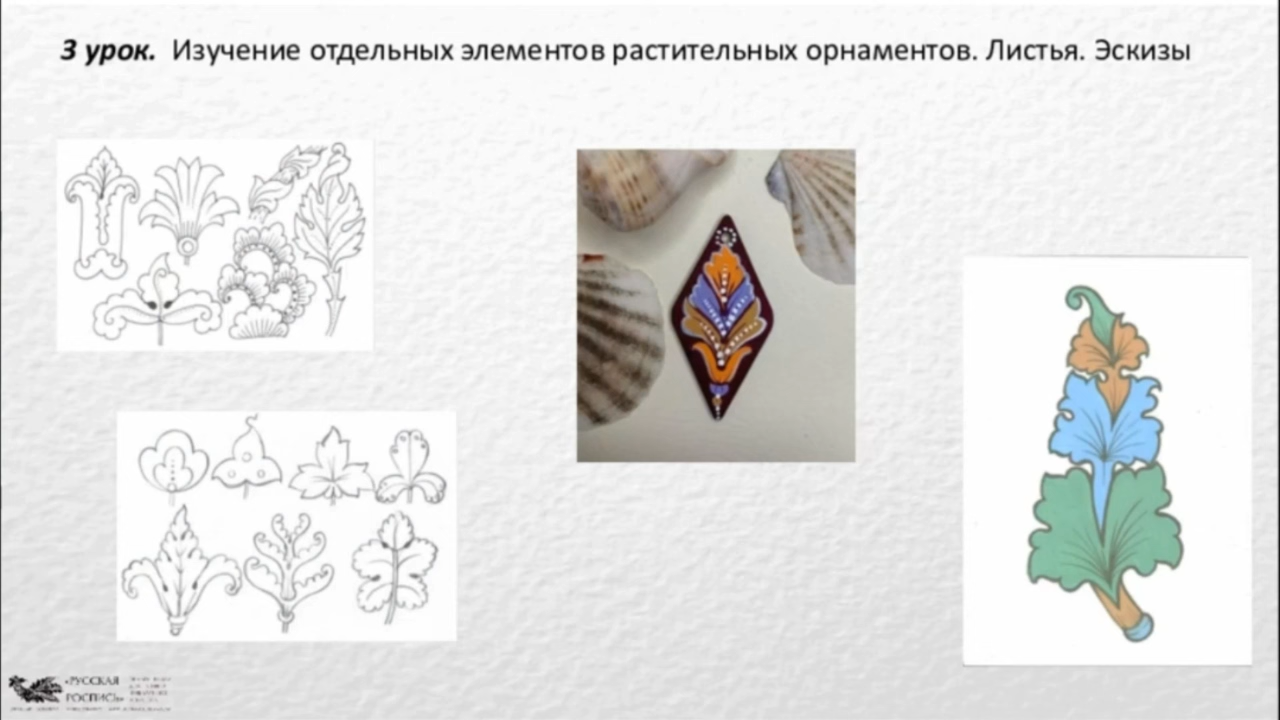 3 урок. Изучение отдельных элементов растительных орнаментов. Листья. Эскизы
«РУССКАЯ
РОСПИСЬ»